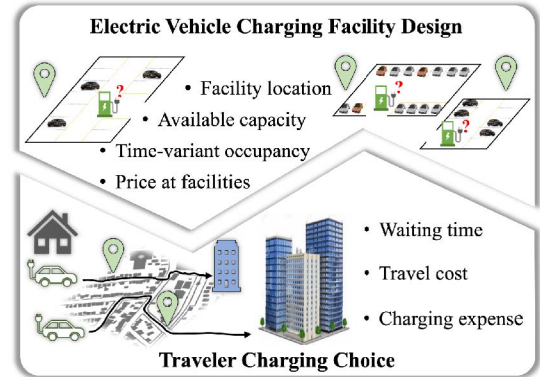 Electric Vehicle Charging Facility Design
?
?
?
• Facility location
• Available capacity
• Time-variant occupancy
• Price at facilities
• Waiting time
• Travel cost
• Charging expense
Traveler Charging Choice